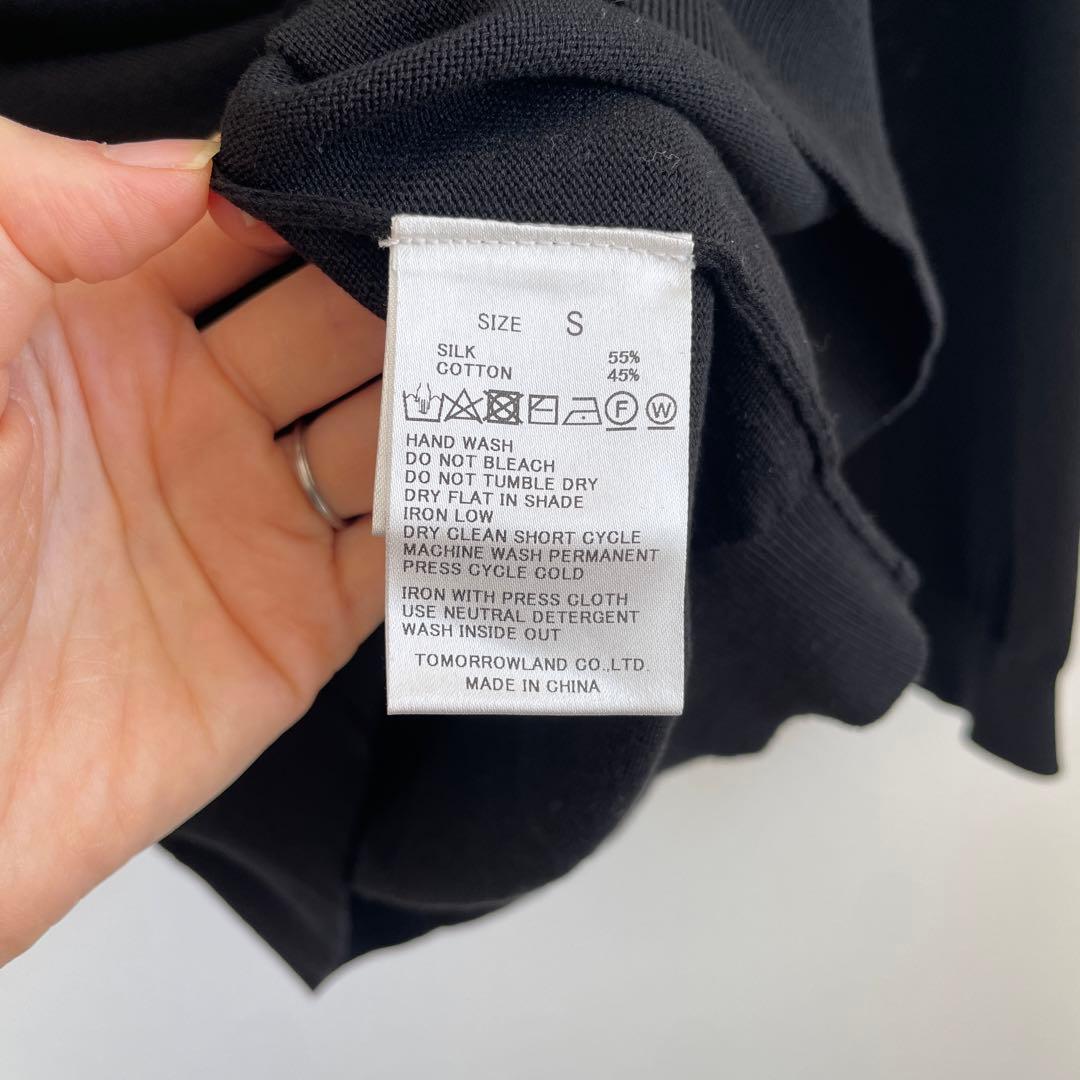 SIZE S
SILK 55%
COTTON 45%
F W
HAND WASH
DO NOT BLEACH
DO NOT TUMBLE DRY
DRY FLAT IN SHADE
IRON LOW
DRY CLEAN SHORT CYCLE
MACHINE WASH PERMANENT
PRESS CYCLE COLD
IRON WITH PRESS CLOTH
USE NEUTRAL DETERGENT
WASH INSIDE OUT
TOMORROWLAND CO.,LTD.
MADE IN CHINA